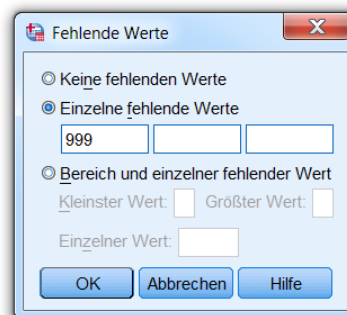 Fehlende Werte
Keine fehlenden Werte
Einzelne fehlende Werte
999
Bereich und einzelner fehlender Wert
Kleinster Wert: Größter Wert:
Einzelner Wert:
OK Abbrechen Hilfe